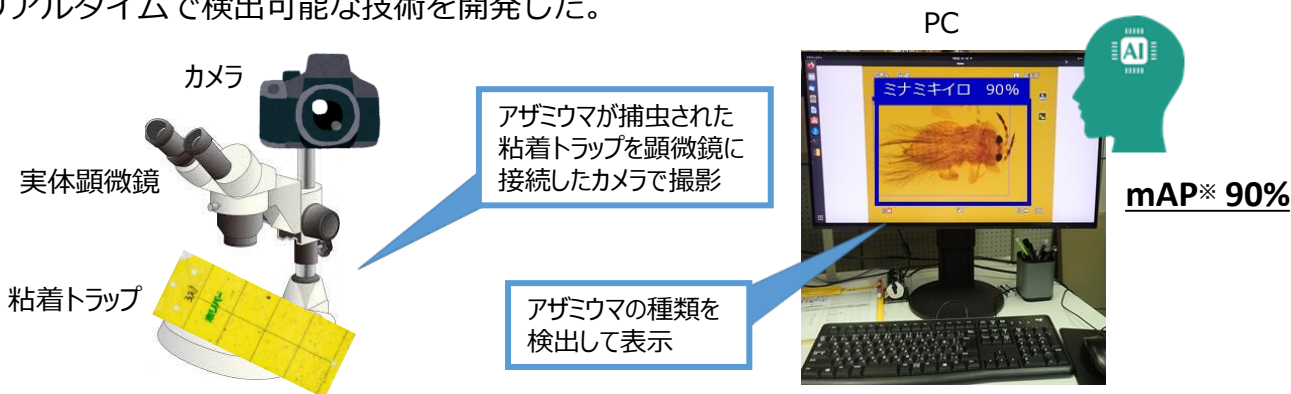 リアルタイムで検出可能な技術を開発した。
PC
カメラ
AI
ミナミキイロ 90%
アザミウマが捕虫された
粘着トラップを顕微鏡に
接続したカメラで撮影
実体顕微鏡
mAP※ 90%
粘着トラップ
321
アザミウマの種類を
検出して表示